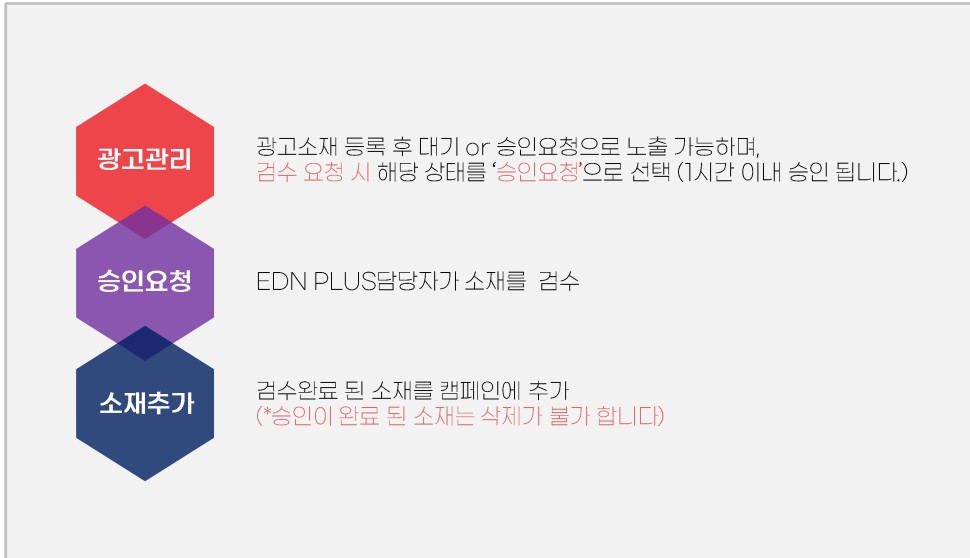 광고관리
광고소재 등록 후 대기 or 승인요청으로 노출 가능하며,
검수 요청 시 해당 상태를 ‘승인요청’으로 선택 (1시간 이내 승인 됩니다.)
승인요청
EDN PLUS담당자가 소재를 검수
소재추가
검수완료 된 소재를 캠페인에 추가
(*승인이 완료 된 소재는 삭제가 불가 합니다)